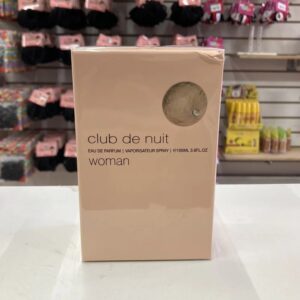 club de nuit
EAU DE PARFUM | VAPORISATEUR SPRAY | ℮105ML 3.6FL.OZ
woman